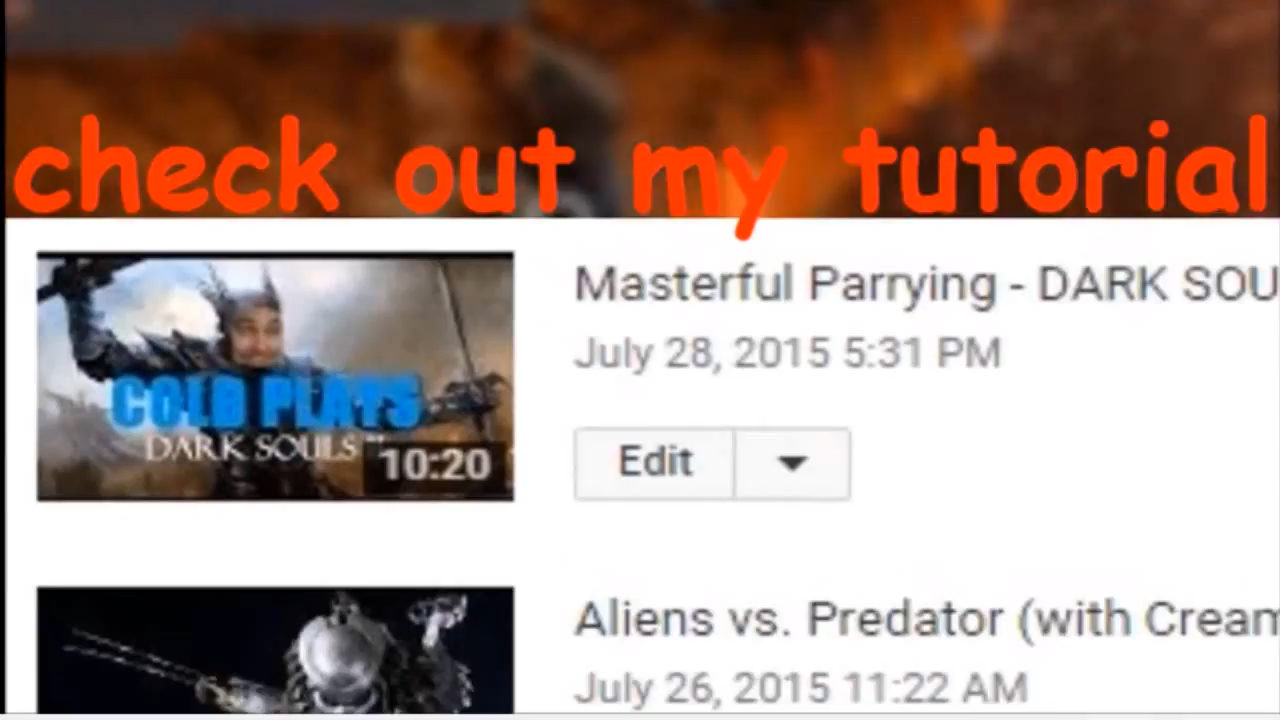 check out my tutorial
Masterful Parrying - DARK SOU
July 28, 2015 5:31 PM
COLD PLAYS
DARK SOULS™
10:20
Edit
Aliens vs. Predator (with Cream
July 26, 2015 11:22 AM